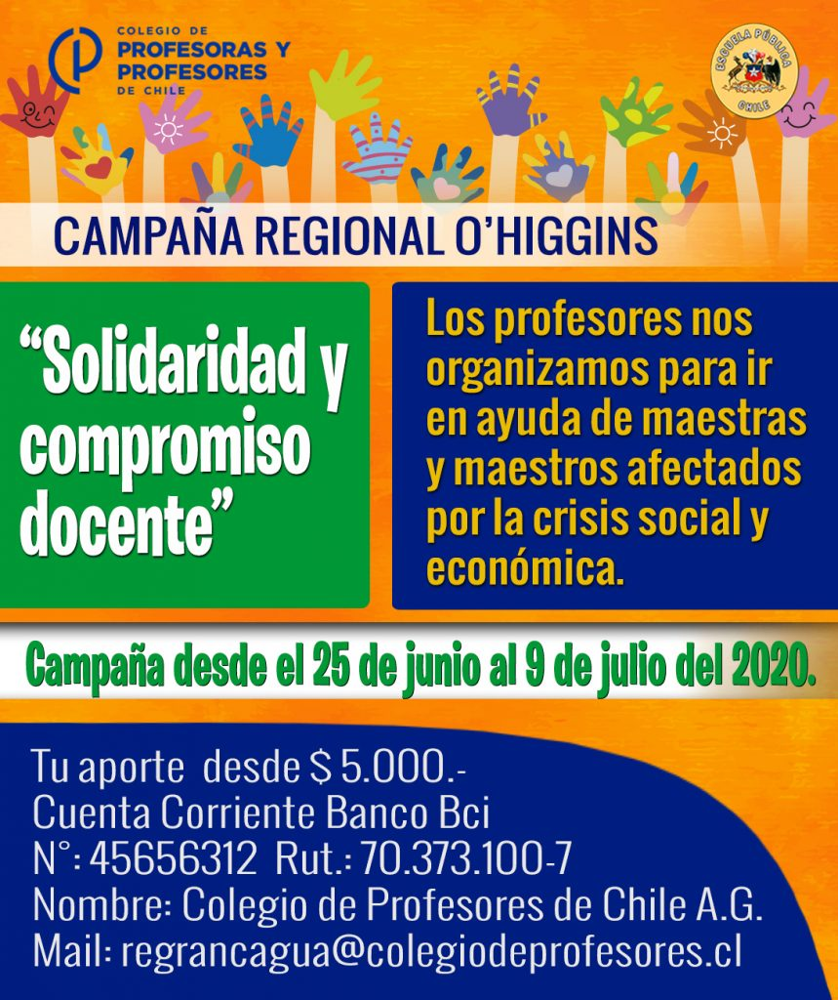 COLEGIO DE
PROFESORAS Y
PROFESORES
DE CHILE
ESCUELA PÚBLICA
CHILE
CAMPAÑA REGIONAL O’HIGGINS
“Solidaridad y
compromiso
docente”
Los profesores nos
organizamos para ir
en ayuda de maestras
y maestros afectados
por la crisis social y
económica.
Campaña desde el 25 de junio al 9 de julio del 2020.
Tu aporte desde $ 5.000.-
Cuenta Corriente Banco Bci
N°: 45656312 Rut.: 70.373.100-7
Nombre: Colegio de Profesores de Chile A.G.
Mail: regrancagua@colegiodeprofesores.cl